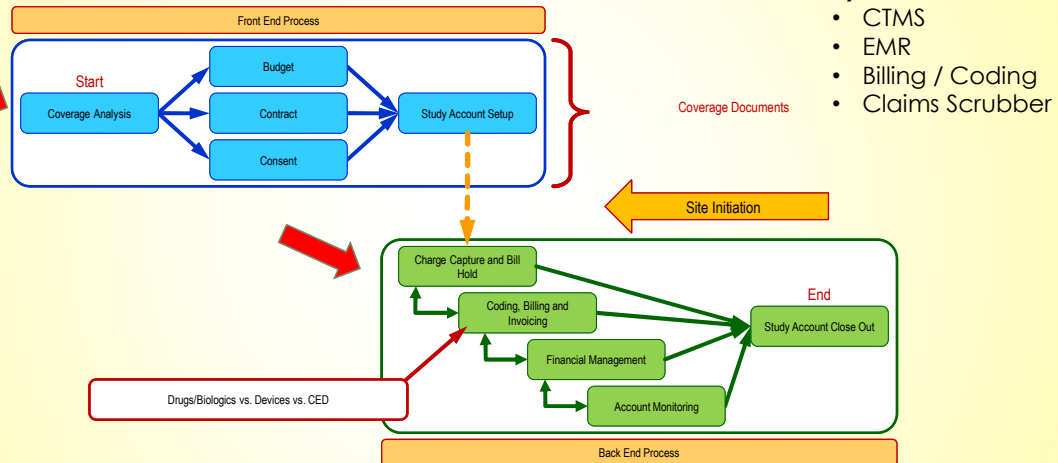 Front End Process
• CTMS
• EMR
• Billing / Coding
• Claims Scrubber
Start
Coverage Analysis
Budget
Contract
Consent
Study Account Setup
Coverage Documents
Site Initiation
Charge Capture and Bill
Hold
Coding, Billing and
Invoicing
Financial Management
Account Monitoring
End
Study Account Close Out
Drugs/Biologics vs. Devices vs. CED
Back End Process